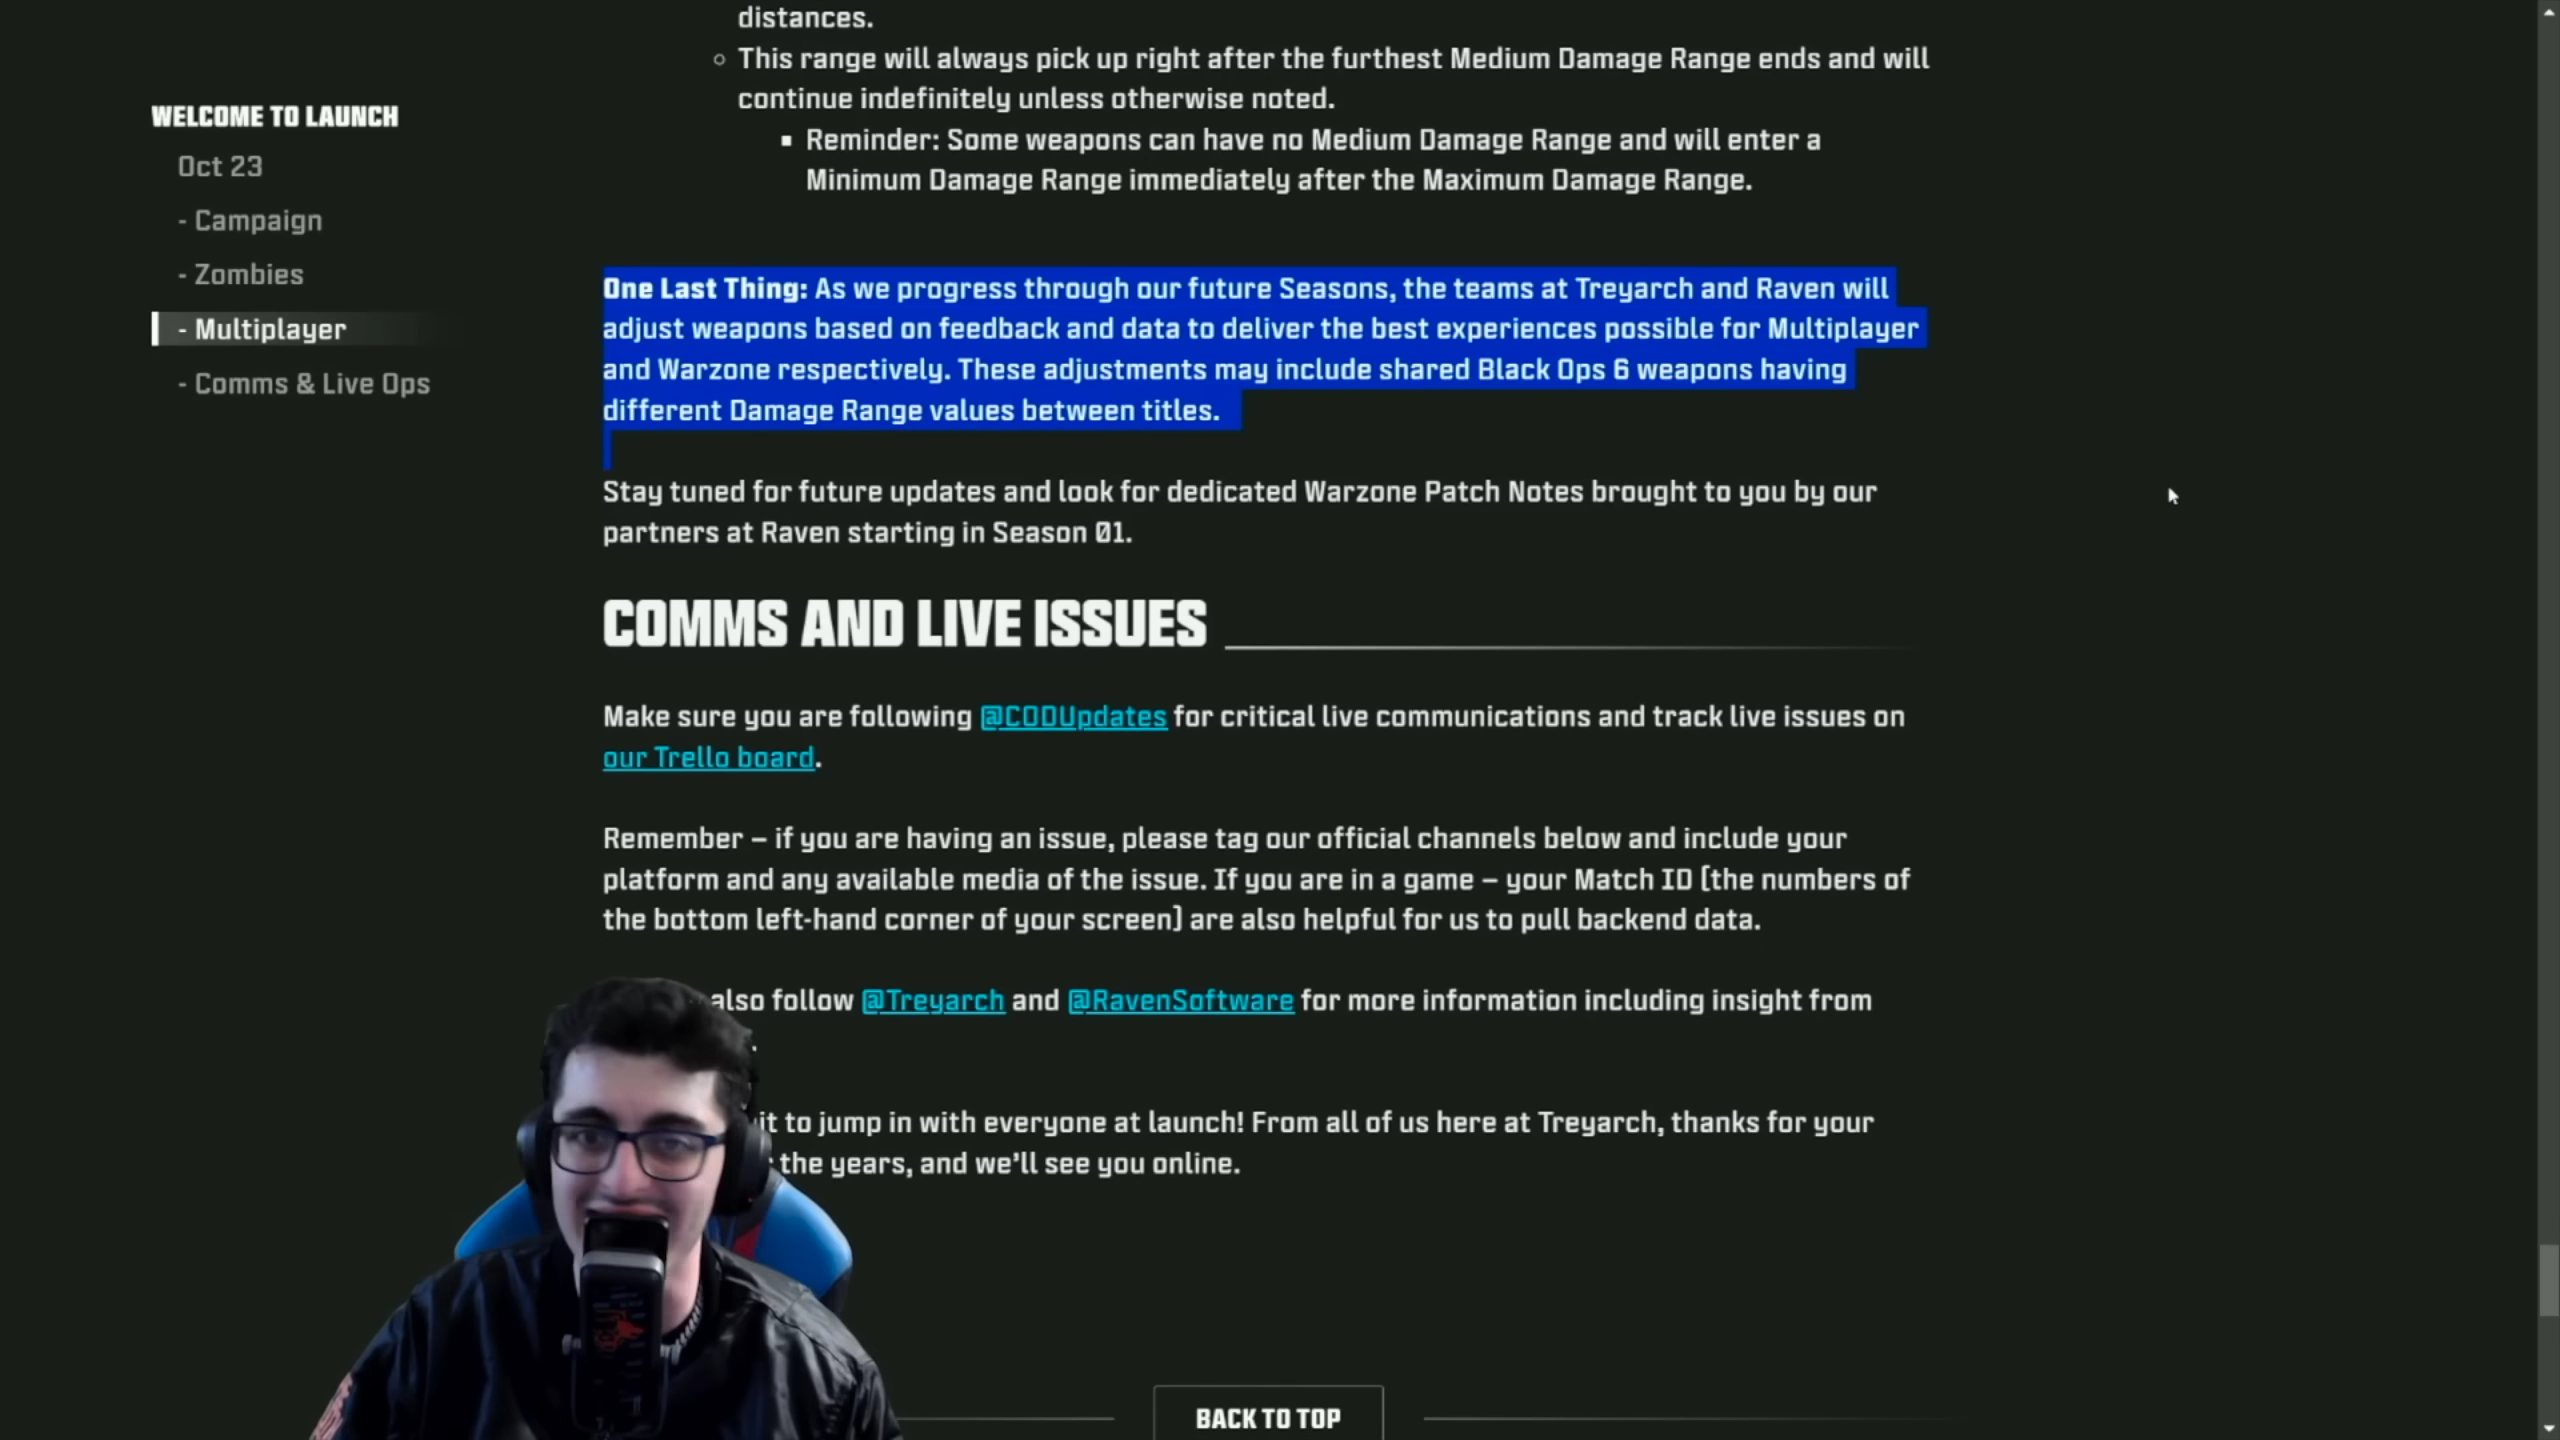 distances.
This range will always pick up right after the furthest Medium Damage Range ends and will
continue indefinitely unless otherwise noted.
Reminder: Some weapons can have no Medium Damage Range and will enter a
Minimum Damage Range immediately after the Maximum Damage Range.
WELCOME TO LAUNCH
Oct 23
- Campaign
- Zombies
- Multiplayer
- Comms & Live Ops
One Last Thing: As we progress through our future Seasons, the teams at Treyarch and Raven will
adjust weapons based on feedback and data to deliver the best experiences possible for Multiplayer
and Warzone respectively. These adjustments may include shared Black Ops 6 weapons having
different Damage Range values between titles.
Stay tuned for future updates and look for dedicated Warzone Patch Notes brought to you by our
partners at Raven starting in Season 01.
COMMS AND LIVE ISSUES
Make sure you are following @CODUpdates for critical live communications and track live issues on
our Trello board.
Remember – if you are having an issue, please tag our official channels below and include your
platform and any available media of the issue. If you are in a game – your Match ID (the numbers of
the bottom left-hand corner of your screen) are also helpful for us to pull backend data.
also follow @Treyarch and @RavenSoftware for more information including insight from
to jump in with everyone at launch! From all of us here at Treyarch, thanks for your
the years, and we'll see you online.
BACK TO TOP